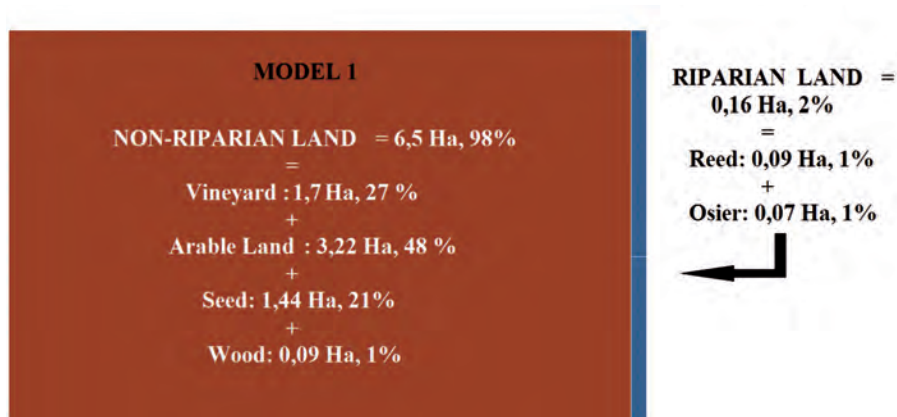 MODEL 1
NON-RIPARIAN LAND = 6,5 Ha, 98%
=
Vineyard : 1,7 Ha, 27 %
+
Arable Land : 3,22 Ha, 48 %
+
Seed: 1,44 Ha, 21%
+
Wood: 0,09 Ha, 1%
RIPARIAN LAND =
0,16 Ha, 2%
=
Reed: 0,09 Ha, 1%
+
Osier: 0,07 Ha, 1%